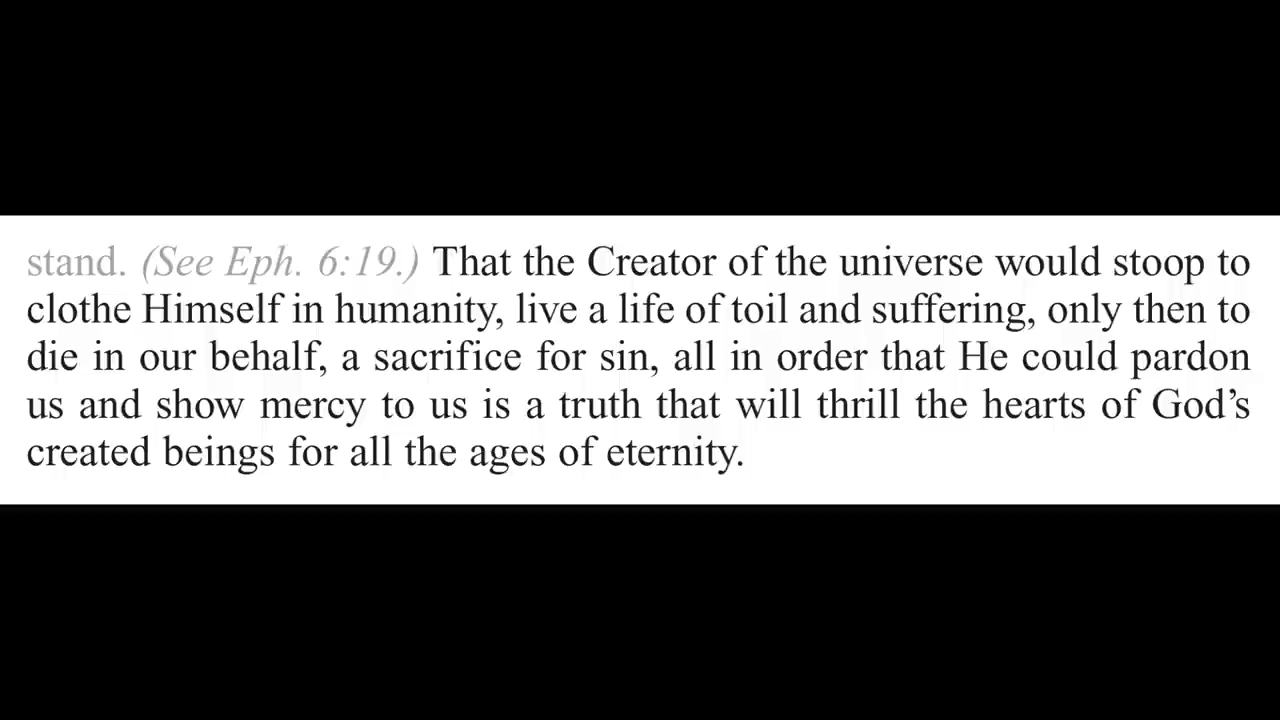 stand. (See Eph. 6:19.) That the Creator of the universe would stoop to
clothe Himself in humanity, live a life of toil and suffering, only then to
die in our behalf, a sacrifice for sin, all in order that He could pardon
us and show mercy to us is a truth that will thrill the hearts of God’s
created beings for all the ages of eternity.